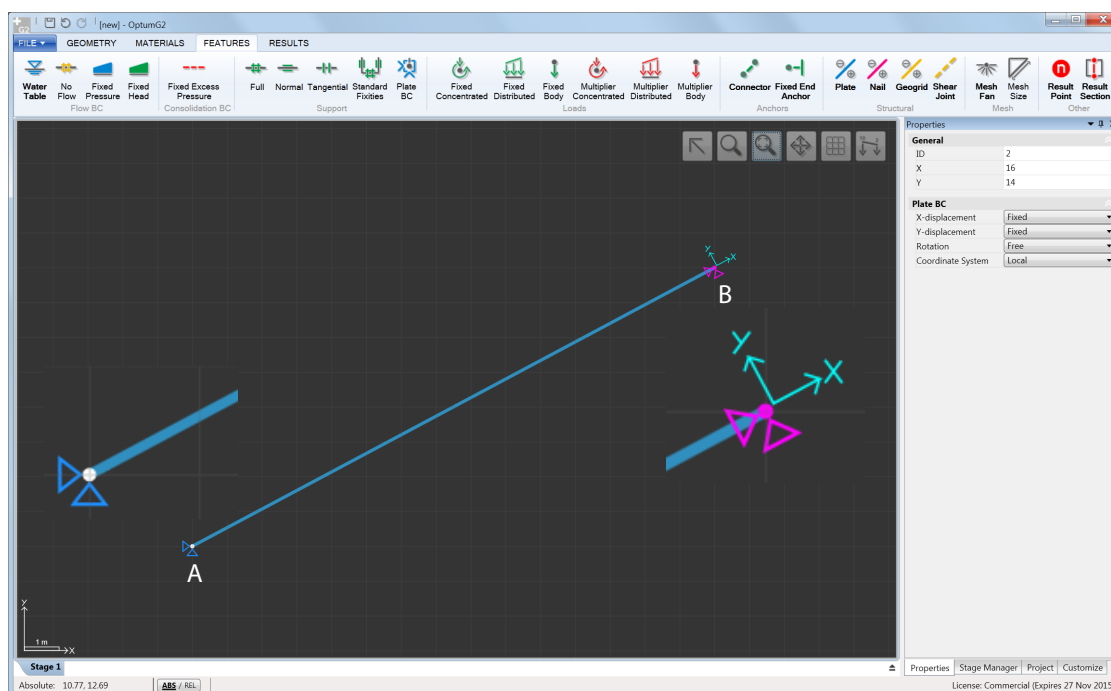 G2
[new] - OptumG2
FILE GEOMETRY MATERIALS FEATURES RESULTS
Water Table
No Flow
Fixed Pressure
Fixed Head
Flow BC
Fixed Excess Pressure
Consolidation BC
Full
Normal
Tangential
Standard Fixities
Plate BC
Support
Fixed Concentrated
Fixed Distributed
Fixed Body
Multiplier Concentrated
Multiplier Distributed
Multiplier Body
Loads
Connector
Fixed End Anchor
Anchors
Plate
Nail
Geogrid
Shear Joint
Structural
Mesh Fan
Mesh Size
Mesh
n
Result Point
Result Section
Other
Properties
General
ID 2
X 16
Y 14
Plate BC
X-displacement Fixed
Y-displacement Fixed
Rotation Free
Coordinate System Local
Y
X
B
Y
X
A
Y
1 m
X
Stage 1
Properties Stage Manager Project Customize
Absolute: 10.77, 12.69 ABS / REL License: Commercial (Expires 27 Nov 2015